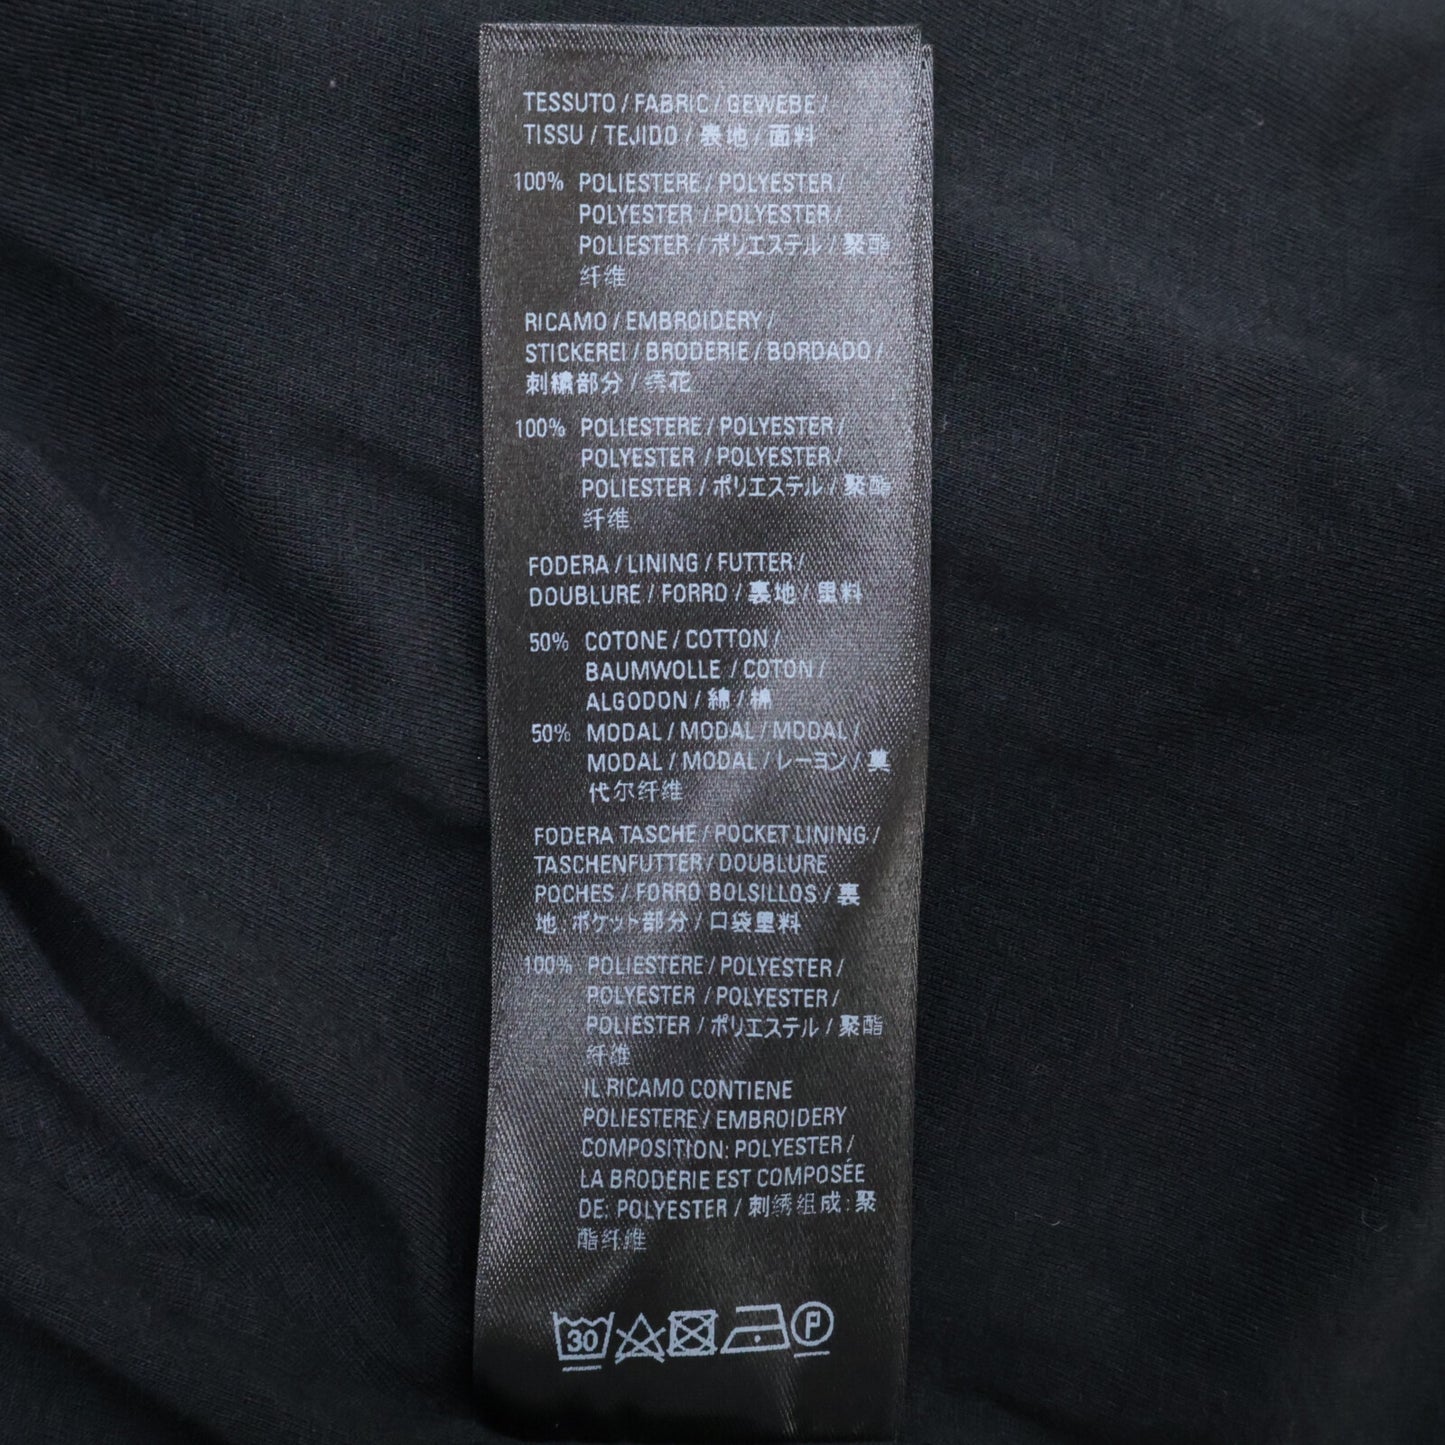 TESSUTO / FABRIC / GEWEBE /
TISSU / TEJIDO / 表地 / 面料
100% POLIESTERE / POLYESTER /
POLYESTER / POLYESTER /
POLIESTER / ポリエステル / 聚酯
纤维
RICAMO / EMBROIDERY /
STICKEREI / BRODERIE / BORDADO /
刺繍部分 / 绣花
100% POLIESTERE / POLYESTER /
POLYESTER / POLYESTER /
POLIESTER / ポリエステル / 聚酯
纤维
FODERA / LINING / FUTTER /
DOUBLURE / FORRO / 裏地 / 里料
50% COTONE / COTTON /
BAUMWOLLE / COTON /
ALGODON / 綿 / 棉
50% MODAL / MODAL / MODAL /
MODAL / MODAL / レーヨン / 莫
代尔纤维
FODERA TASCHE / POCKET LINING /
TASCHENFUTTER / DOUBLURE
POCHES / FORRO BOLSILLOS / 裏
地.ポケット部分 / 口袋里料
100% POLIESTERE / POLYESTER /
POLYESTER / POLYESTER /
POLIESTER / ポリエステル / 聚酯
纤维
IL RICAMO CONTIENE
POLIESTERE / EMBROIDERY
COMPOSITION: POLYESTER /
LA BRODERIE EST COMPOSÉE
DE: POLYESTER / 刺绣组成: 聚
酯纤维
30 P